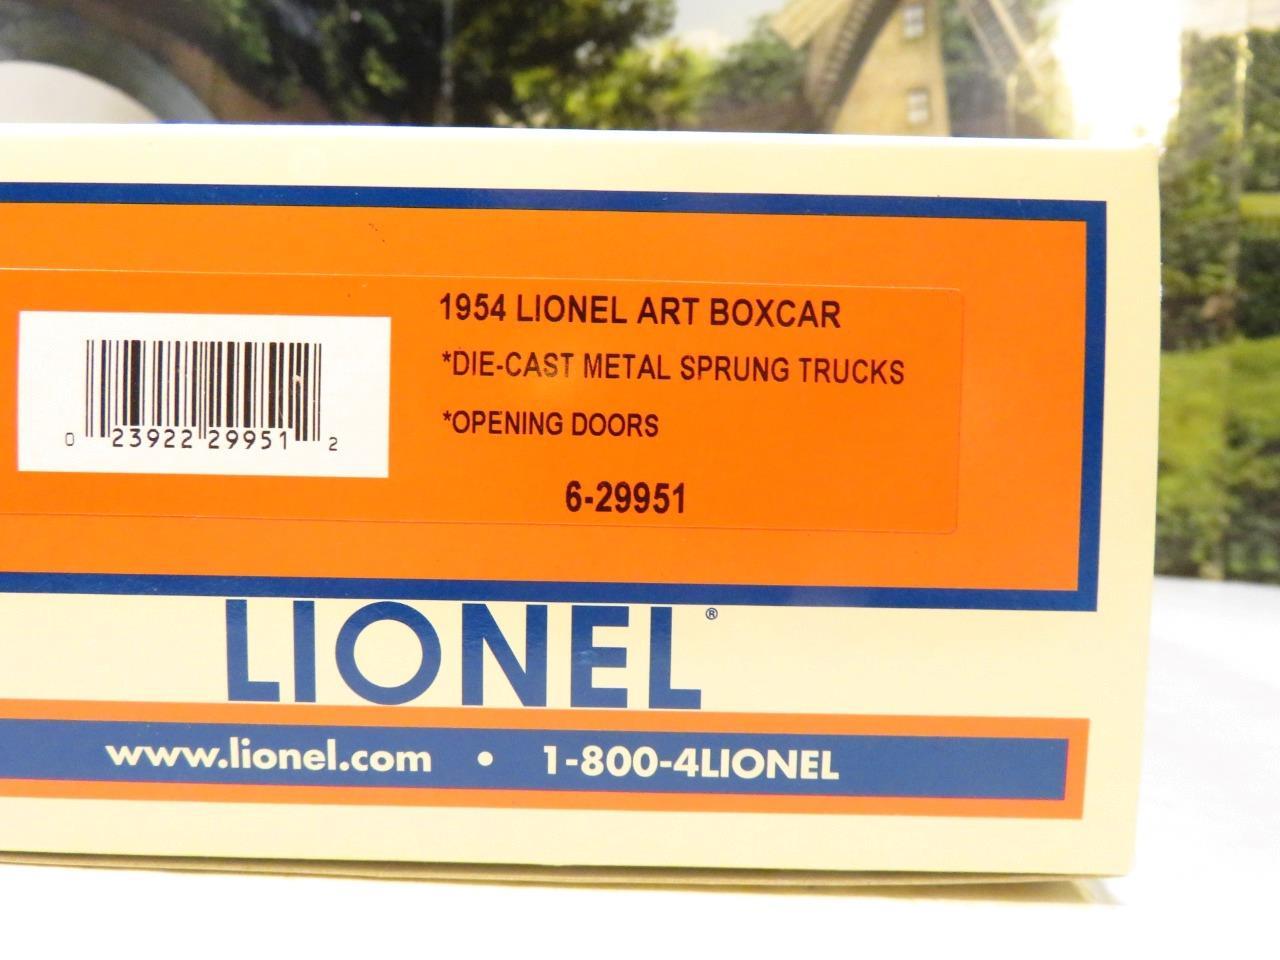 1954 LIONEL ART BOXCAR
*DIE-CAST METAL SPRUNG TRUCKS
*OPENING DOORS
6-29951
0 23922 29951 2
LIONEL®
www.lionel.com • 1-800-4LIONEL